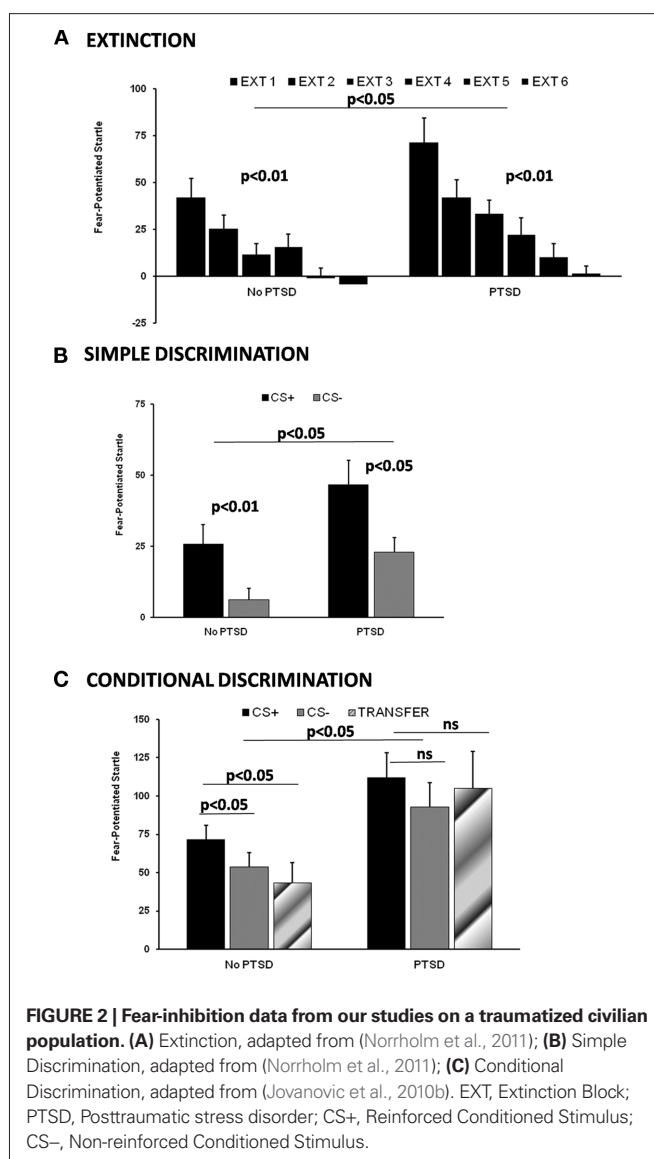 A EXTINCTION
EXT 1 EXT 2 EXT 3 EXT 4 EXT 5 EXT 6
p<0.05
p<0.01
p<0.01
Fear-Potentiated Startle
100
75
50
25
0
-25
No PTSD
PTSD
B SIMPLE DISCRIMINATION
CS+ CS-
p<0.05
p<0.05
p<0.01
Fear-Potentiated Startle
75
50
25
0
No PTSD
PTSD
C CONDITIONAL DISCRIMINATION
CS+ CS- TRANSFER
ns
p<0.05
ns
p<0.05
p<0.05
Fear-Potentiated Startle
150
125
100
75
50
25
0
No PTSD
PTSD
FIGURE 2 | Fear-inhibition data from our studies on a traumatized civilian
population. (A) Extinction, adapted from (Norrholm et al., 2011); (B) Simple
Discrimination, adapted from (Norrholm et al., 2011); (C) Conditional
Discrimination, adapted from (Jovanovic et al., 2010b). EXT, Extinction Block;
PTSD, Posttraumatic stress disorder; CS+, Reinforced Conditioned Stimulus;
CS–, Non-reinforced Conditioned Stimulus.